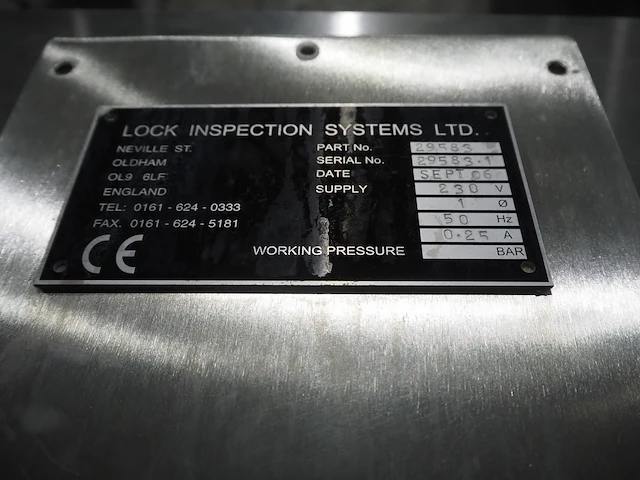 LOCK INSPECTION SYSTEMS LTD.
NEVILLE ST.
OLDHAM
OL9 6LF
ENGLAND
TEL: 0161 - 624 - 0333
FAX. 0161 - 624 - 5181
CE
PART No. 29583
SERIAL No. 29583·1
DATE SEPT 06
SUPPLY 230 V
1 Ø
50 Hz
0·25 A
WORKING PRESSURE BAR